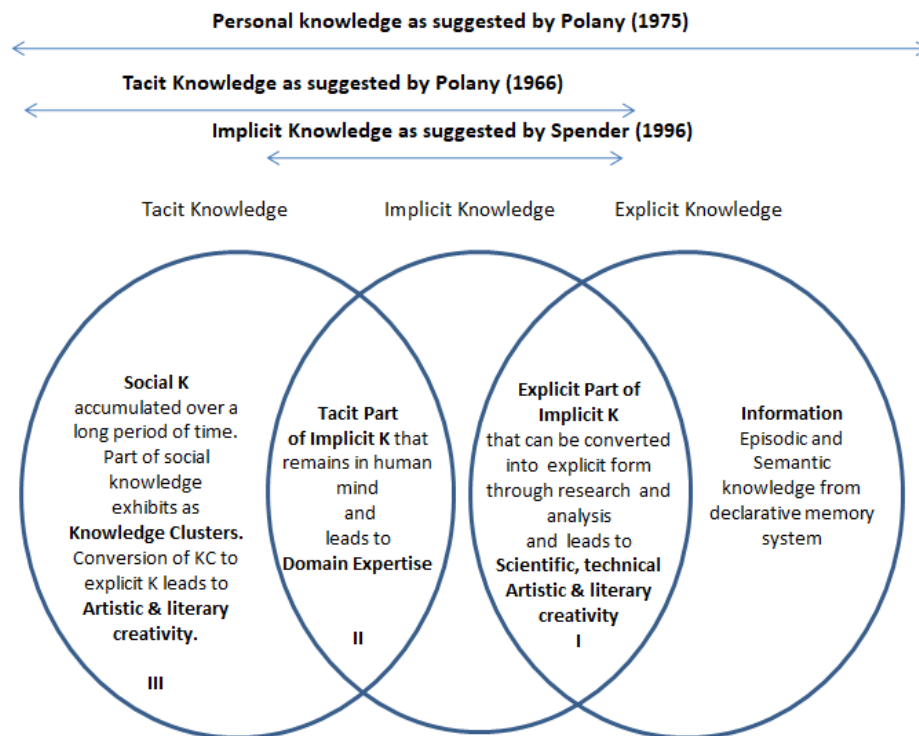 Personal knowledge as suggested by Polany (1975)
Tacit Knowledge as suggested by Polany (1966)
Implicit Knowledge as suggested by Spender (1996)
Tacit Knowledge
Implicit Knowledge
Explicit Knowledge
Social K
accumulated over a
long period of time.
Part of social
knowledge
exhibits as
Knowledge Clusters.
Conversion of KC to
explicit K leads to
Artistic & literary
creativity.
III
Tacit Part
of Implicit K that
remains in human
mind
and
leads to
Domain Expertise
II
Explicit Part of
Implicit K
that can be converted
into explicit form
through research and
analysis
and leads to
Scientific, technical
Artistic & literary
creativity
I
Information
Episodic and
Semantic
knowledge from
declarative memory
system